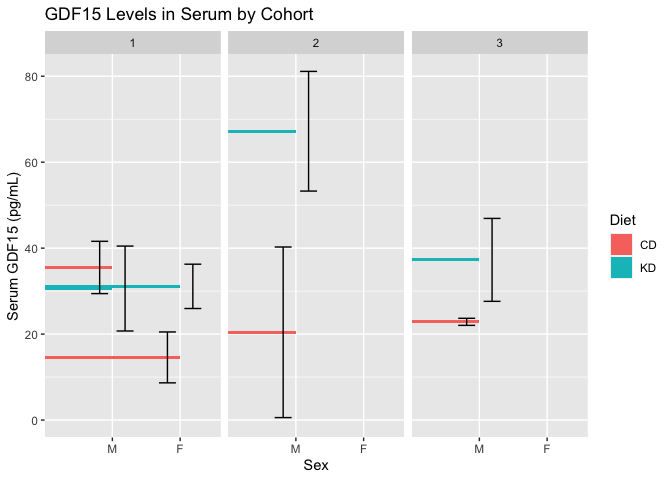 GDF15 Levels in Serum by Cohort
1 2 3
Serum GDF15 (pg/mL)
80
60
40
20
0
M F M F M F
Sex
Diet
CD
KD